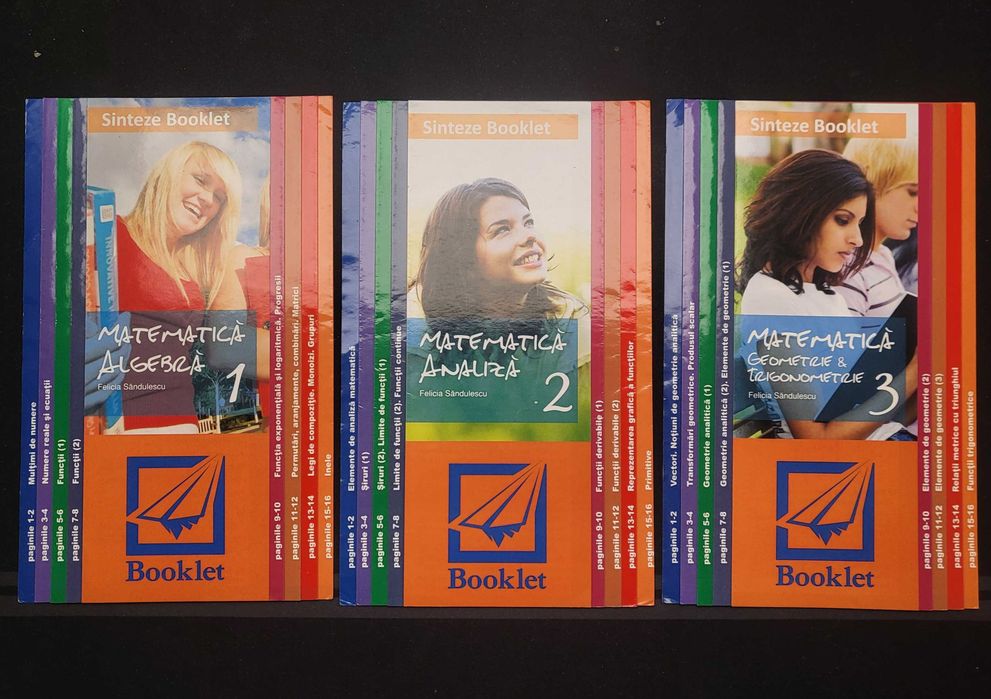 Sinteze Booklet
INNOVATIVE
MATEMATICĂ
ALGEBRĂ
Felicia Săndulescu
1
paginile 1-2 Mulțimi de numere
paginile 3-4 Numere reale și ecuații
paginile 5-6 Funcții (1)
paginile 7-8 Funcții (2)
paginile 9-10 Funcția exponențială și logaritmică. Progresii
paginile 11-12 Permutări, aranjamente, combinări. Matrici
paginile 13-14 Legi de compoziție. Monoizi. Grupuri
paginile 15-16 Inele
Booklet
Sinteze Booklet
MATEMATICĂ
ANALIZĂ
Felicia Săndulescu
2
paginile 1-2 Elemente de analiză matematică
paginile 3-4 Șiruri (1)
paginile 5-6 Șiruri (2). Limite de funcții (1)
paginile 7-8 Limite de funcții (2). Funcții continue
paginile 9-10 Funcții derivabile (1)
paginile 11-12 Funcții derivabile (2)
paginile 13-14 Reprezentarea grafică a funcțiilor
paginile 15-16 Primitive
Booklet
Sinteze Booklet
MATEMATICĂ
GEOMETRIE &
TRIGONOMETRIE
Felicia Săndulescu
3
paginile 1-2 Vectori. Noțiuni de geometrie analitică
paginile 3-4 Transformări geometrice. Produsul scalar
paginile 5-6 Geometrie analitică (1)
paginile 7-8 Geometrie analitică (2). Elemente de geometrie (1)
paginile 9-10 Elemente de geometrie (2)
paginile 11-12 Elemente de geometrie (3)
paginile 13-14 Relații metrice cu triunghiul
paginile 15-16 Funcții trigonometrice
Booklet